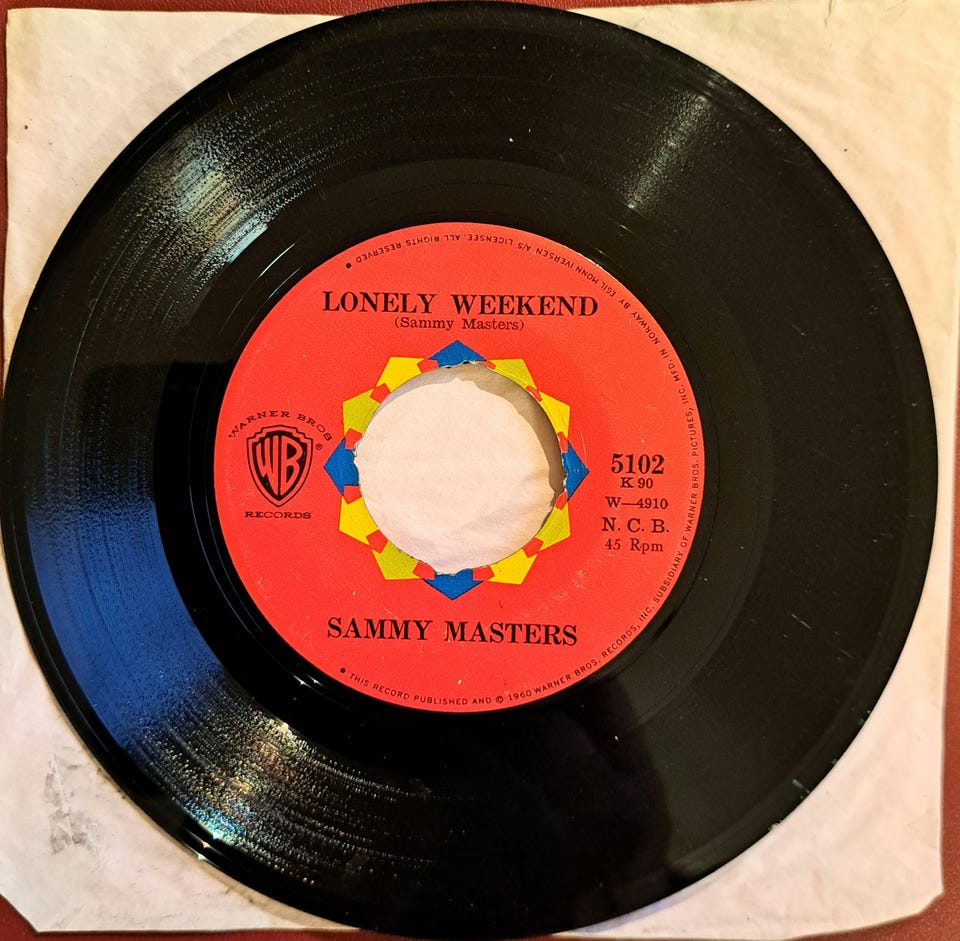 LONELY WEEKEND
(Sammy Masters)
WARNER BROS
WB
®
RECORDS
5102
K 90
W—4910
N. C. B.
45 Rpm
SAMMY MASTERS
• THIS RECORD PUBLISHED AND © 1960 WARNER BROS. RECORDS, INC. SUBSIDIARY OF WARNER BROS. PICTURES, INC. MFD. IN NORWAY BY EGIL MONN IVERSEN A/S LICENSEE. ALL RIGHTS RESERVED •